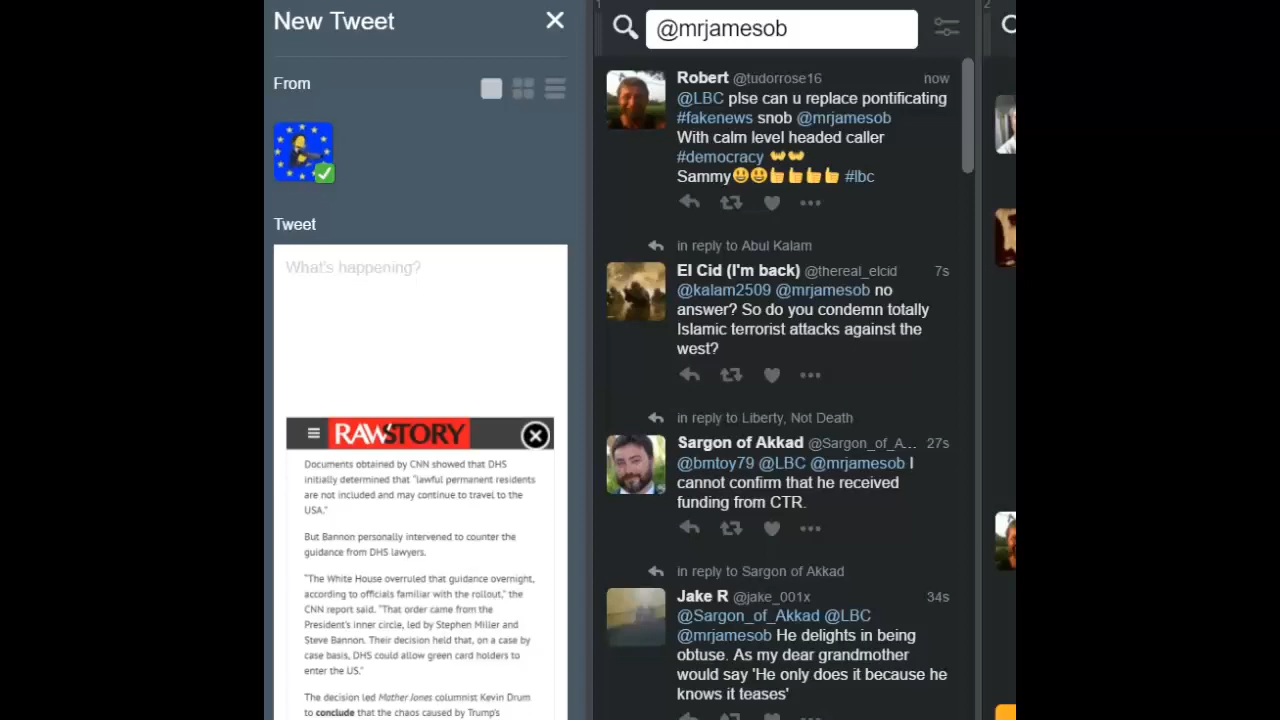 New Tweet
From
Tweet
What's happening?
RAW STORY
Documents obtained by CNN showed that DHS
initially determined that "lawful permanent residents
are not included and may continue to travel to the
USA."
But Bannon personally intervened to counter the
guidance from DHS lawyers.
"The White House overruled that guidance overnight,
according to officials familiar with the rollout," the
CNN report said. "That order came from the
President's inner circle, led by Stephen Miller and
Steve Bannon. Their decision held that, on a case by
case basis, DHS could allow green card holders to
enter the US."
The decision led Mother Jones columnist Kevin Drum
to conclude that the chaos caused by Trump's
1
@mrjamesob
Robert @tudorrose16 now
@LBC plse can u replace pontificating
#fakenews snob @mrjamesob
With calm level headed caller
#democracy 👐👐
Sammy😃😃👍👍👍👍 #lbc
in reply to Abul Kalam
El Cid (I'm back) @thereal_elcid 7s
@kalam2509 @mrjamesob no
answer? So do you condemn totally
Islamic terrorist attacks against the
west?
in reply to Liberty, Not Death
Sargon of Akkad @Sargon_of_A... 27s
@bmtoy79 @LBC @mrjamesob I
cannot confirm that he received
funding from CTR.
in reply to Sargon of Akkad
Jake R @jake_001x 34s
@Sargon_of_Akkad @LBC
@mrjamesob He delights in being
obtuse. As my dear grandmother
would say 'He only does it because he
knows it teases'
2